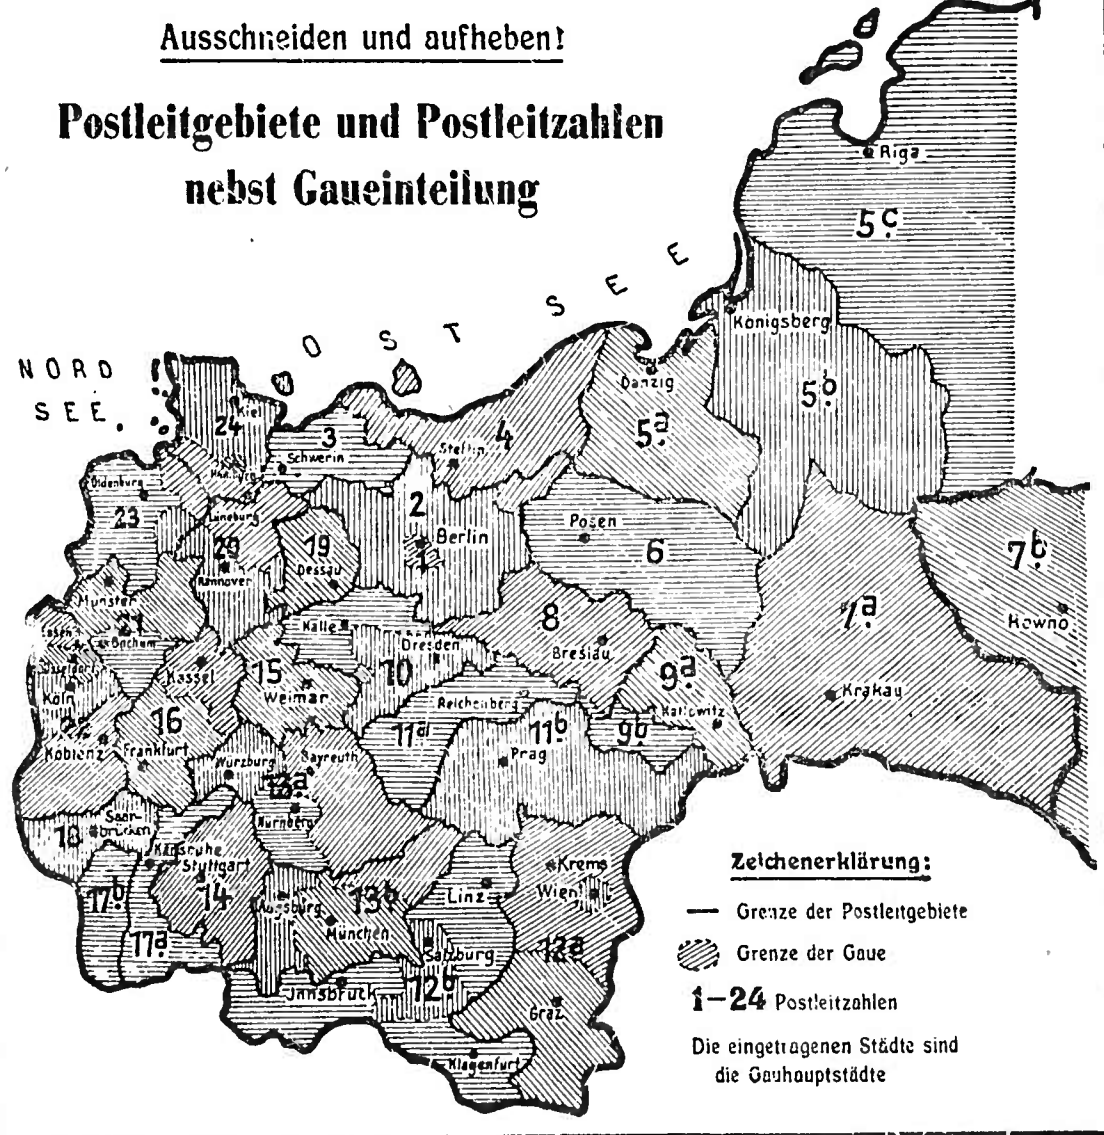 Ausschneiden und aufheben!
Postleitgebiete und Postleitzahlen
nebst Gaueinteilung
Riga
5c
O S T S E E
Königsberg
NORD
SEE
Danzig
5b
Kiel
24
3
4
5a
Schwerin
Stettin
Hamburg
Oldenburg
2
Lüneburg
23
Posen
Berlin
20
19
1
6
7b
Hannover
Dessau
Münster
8
7a
Kowno
21
Halle
Essen
Bochum
Dresden
Breslau
Düsseldorf
Kassel
15
10
9a
Köln
Weimar
Krakau
Reichenberg
Kattowitz
22
16
11a
11b
9b
Koblenz
Frankfurt
Bayreuth
Prag
Würzburg
13a
Saar-
brücken
18
Nürnberg
Karlsruhe
Stuttgart
Krems
17b
14
Augsburg
13b
Linz
Wien
München
17a
Salzburg
12a
Innsbruck
12b
Graz
Klagenfurt
Zeichenerklärung:
Grenze der Postleitgebiete
Grenze der Gaue
1-24 Postleitzahlen
Die eingetragenen Städte sind
die Gauhauptstädte